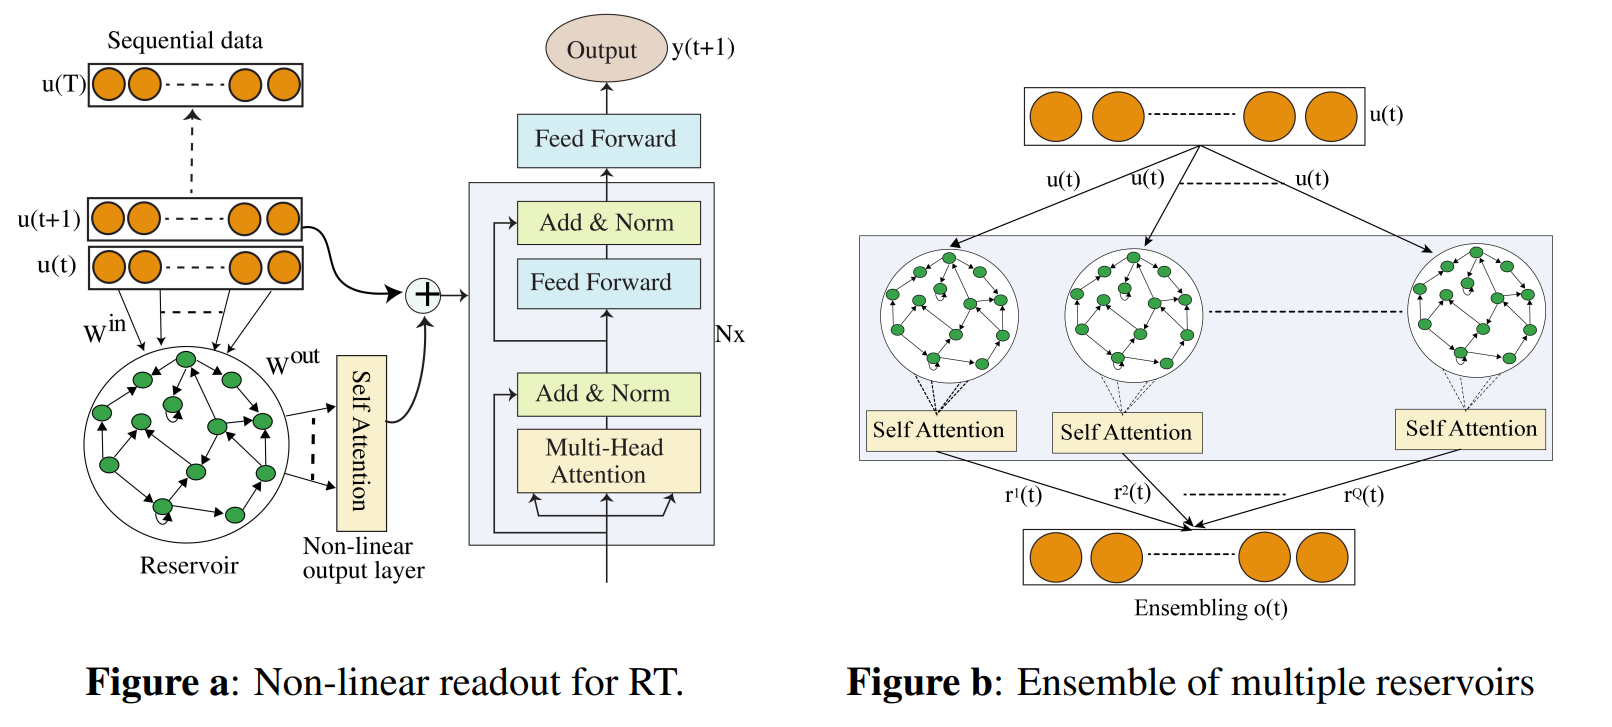 Sequential data
u(T)
u(t+1)
u(t)
W^in
W^out
Self Attention
Reservoir
Non-linear
output layer
+
Output
y(t+1)
Feed Forward
Add & Norm
Feed Forward
Nx
Add & Norm
Multi-Head
Attention
Figure a: Non-linear readout for RT.
u(t)
u(t) u(t) u(t)
Self Attention Self Attention Self Attention
r¹(t) r²(t) r^Q(t)
Ensembling o(t)
Figure b: Ensemble of multiple reservoirs